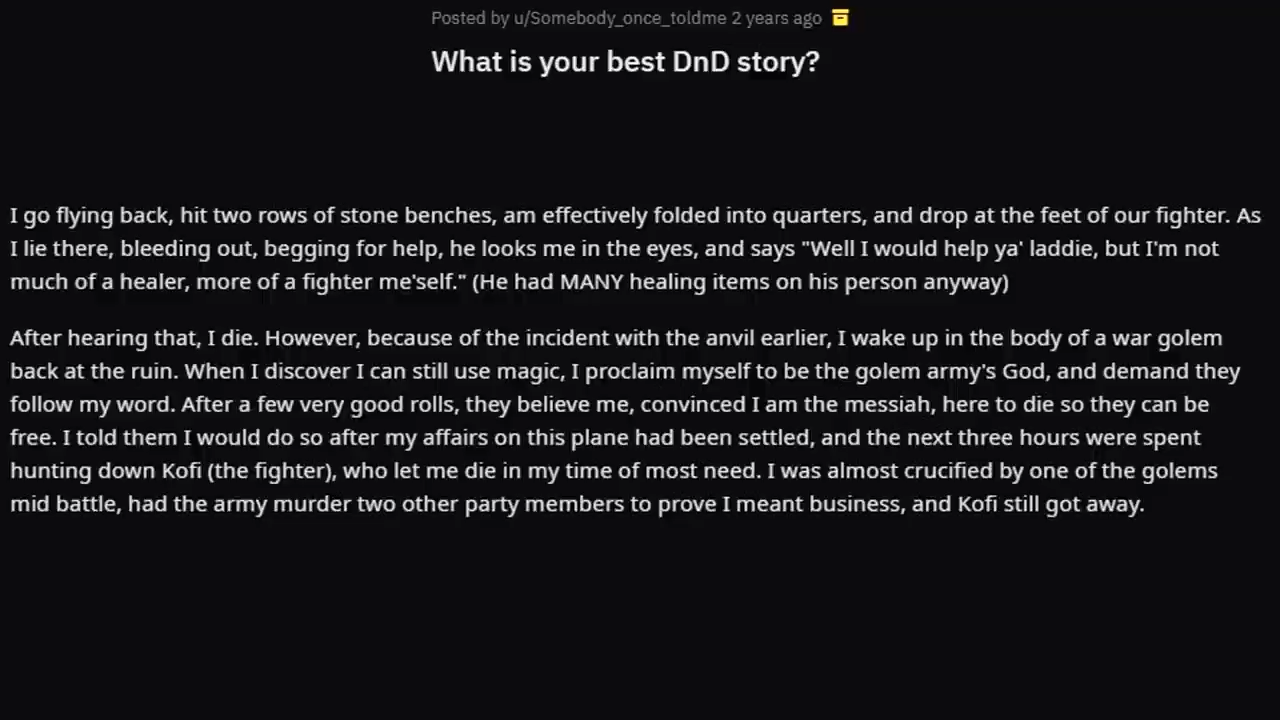 Posted by u/Somebody_once_toldme 2 years ago
What is your best DnD story?
I go flying back, hit two rows of stone benches, am effectively folded into quarters, and drop at the feet of our fighter. As
I lie there, bleeding out, begging for help, he looks me in the eyes, and says "Well I would help ya' laddie, but I'm not
much of a healer, more of a fighter me'self." (He had MANY healing items on his person anyway)
After hearing that, I die. However, because of the incident with the anvil earlier, I wake up in the body of a war golem
back at the ruin. When I discover I can still use magic, I proclaim myself to be the golem army's God, and demand they
follow my word. After a few very good rolls, they believe me, convinced I am the messiah, here to die so they can be
free. I told them I would do so after my affairs on this plane had been settled, and the next three hours were spent
hunting down Kofi (the fighter), who let me die in my time of most need. I was almost crucified by one of the golems
mid battle, had the army murder two other party members to prove I meant business, and Kofi still got away.